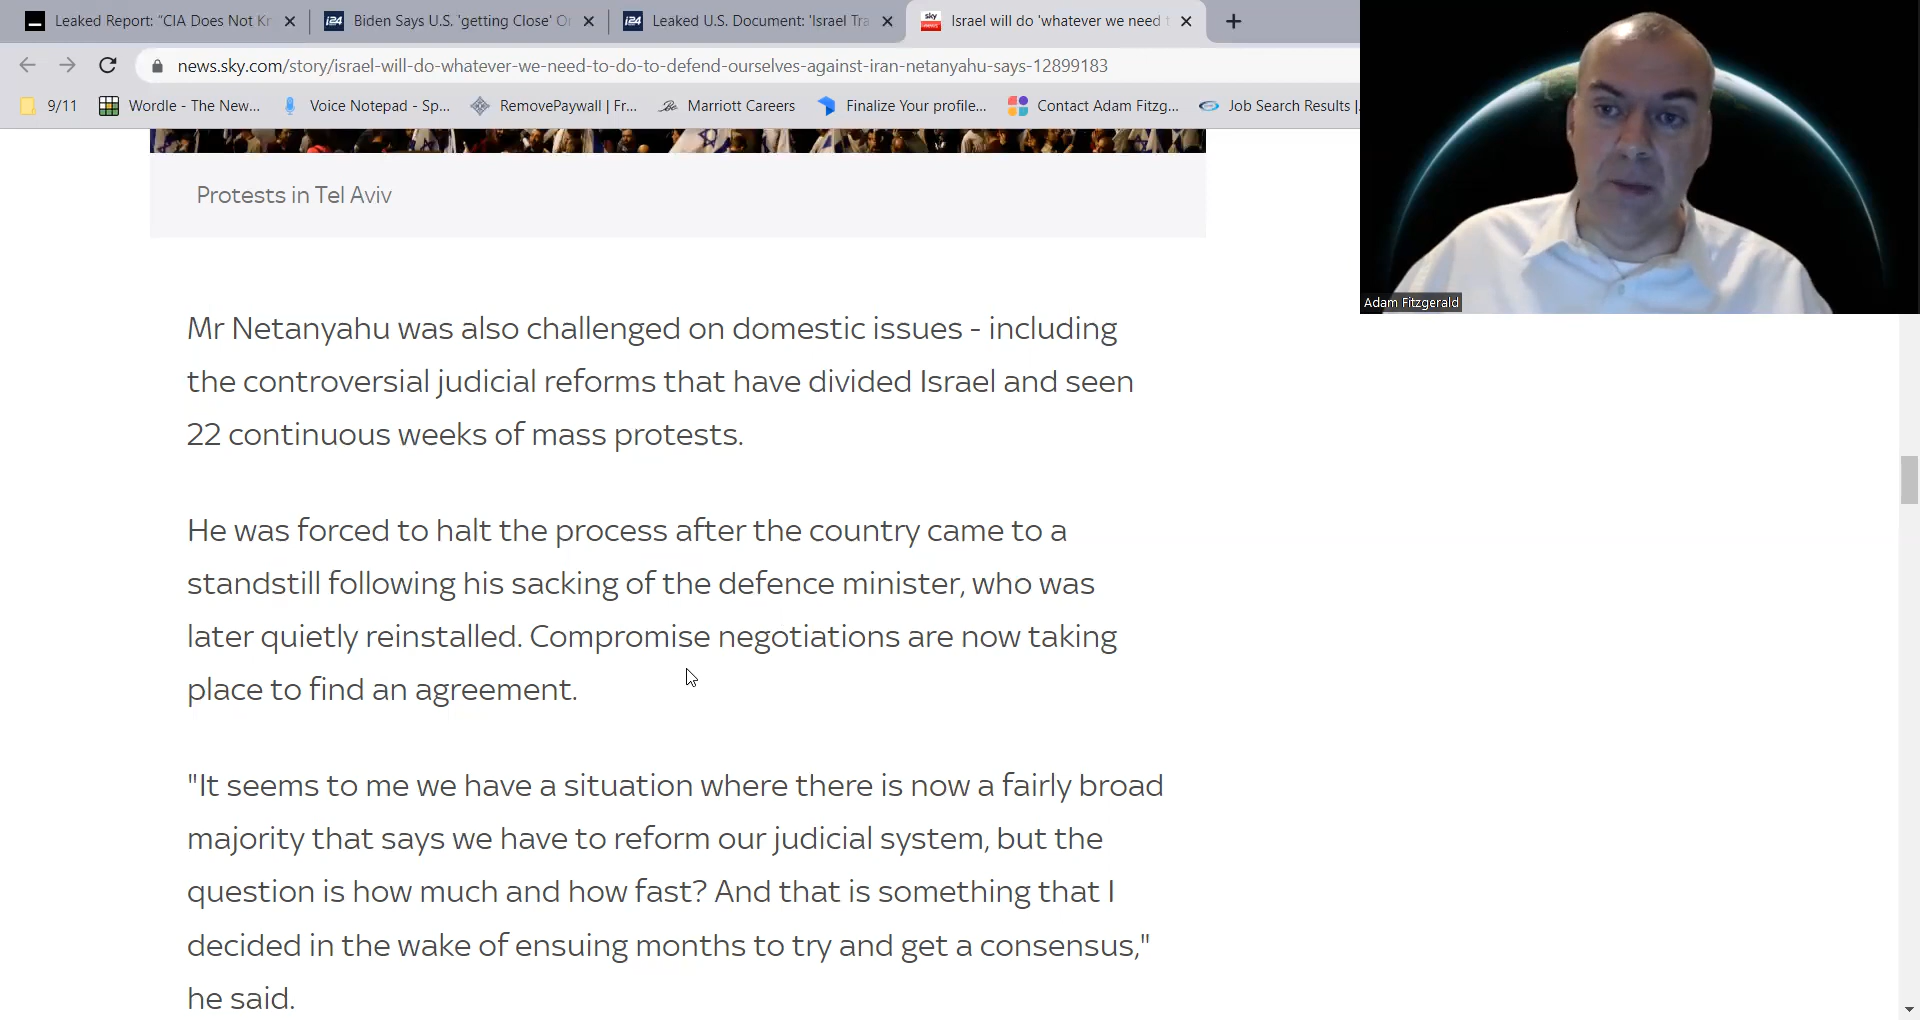 Leaked Report: "CIA Does Not Kr
Biden Says U.S. 'getting Close' O
Leaked U.S. Document: 'Israel Tra
sky news
Israel will do 'whatever we need t
news.sky.com/story/israel-will-do-whatever-we-need-to-do-to-defend-ourselves-against-iran-netanyahu-says-12899183
9/11
Wordle - The New...
Voice Notepad - Sp...
RemovePaywall | Fr...
Marriott Careers
Finalize Your profile...
Contact Adam Fitzg...
Job Search Results |
Adam Fitzgerald
Protests in Tel Aviv
Mr Netanyahu was also challenged on domestic issues - including
the controversial judicial reforms that have divided Israel and seen
22 continuous weeks of mass protests.
He was forced to halt the process after the country came to a
standstill following his sacking of the defence minister, who was
later quietly reinstalled. Compromise negotiations are now taking
place to find an agreement.
"It seems to me we have a situation where there is now a fairly broad
majority that says we have to reform our judicial system, but the
question is how much and how fast? And that is something that I
decided in the wake of ensuing months to try and get a consensus,"
he said.